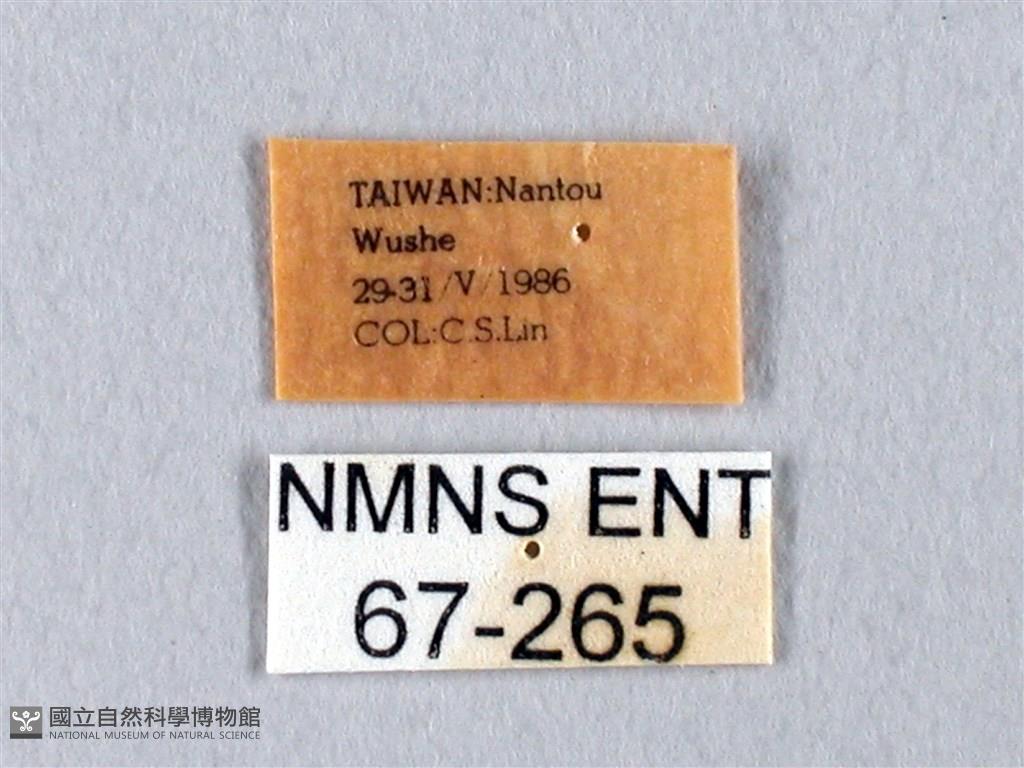 TAIWAN:Nantou
Wushe
29-31/V/1986
COL:C.S.Lin
NMNS ENT
67-265
國立自然科學博物館
NATIONAL MUSEUM OF NATURAL SCIENCE